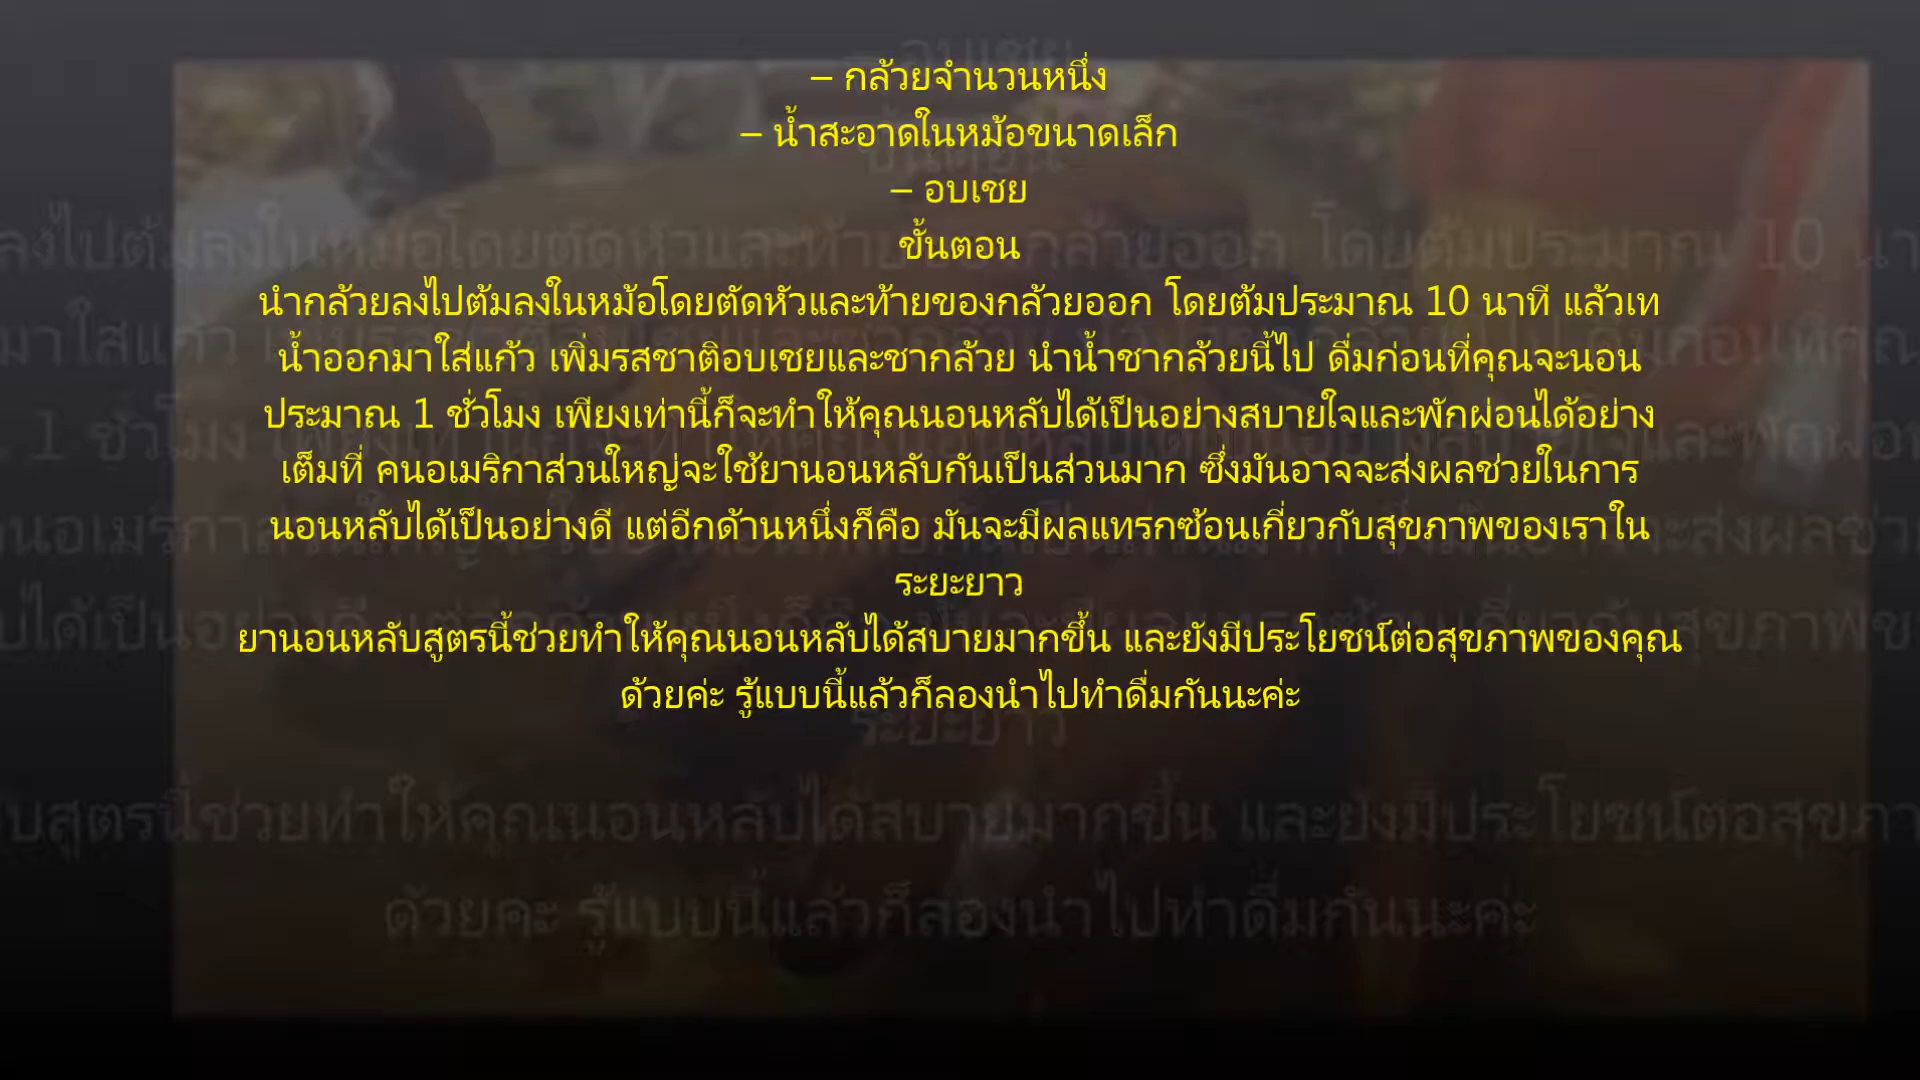 – กล้วยจำนวนหนึ่ง
– น้ำสะอาดในหม้อขนาดเล็ก
– อบเชย
ขั้นตอน
นำกล้วยลงไปต้มลงในหม้อโดยตัดหัวและท้ายของกล้วยออก โดยต้มประมาณ 10 นาที แล้วเท
น้ำออกมาใส่แก้ว เพิ่มรสชาติอบเชยและชากล้วย นำน้ำชากล้วยนี้ไป ดื่มก่อนที่คุณจะนอน
ประมาณ 1 ชั่วโมง เพียงเท่านี้ก็จะทำให้คุณนอนหลับได้เป็นอย่างสบายใจและพักผ่อนได้อย่าง
เต็มที่ คนอเมริกาส่วนใหญ่จะใช้ยานอนหลับกันเป็นส่วนมาก ซึ่งมันอาจจะส่งผลช่วยในการ
นอนหลับได้เป็นอย่างดี แต่อีกด้านหนึ่งก็คือ มันจะมีผลแทรกซ้อนเกี่ยวกับสุขภาพของเราใน
ระยะยาว
ยานอนหลับสูตรนี้ช่วยทำให้คุณนอนหลับได้สบายมากขึ้น และยังมีประโยชน์ต่อสุขภาพของคุณ
ด้วยค่ะ รู้แบบนี้แล้วก็ลองนำไปทำดื่มกันนะค่ะ